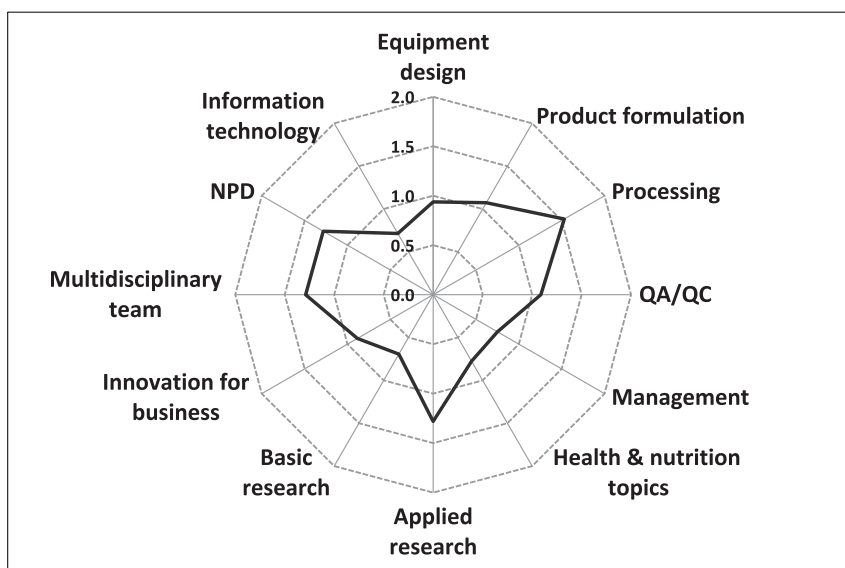 Equipment
design
2.0
Information
technology
Product formulation
1.5
NPD
Processing
1.0
0.5
Multidisciplinary
team
0.0
QA/QC
Innovation for
business
Management
Basic
research
Health & nutrition
topics
Applied
research